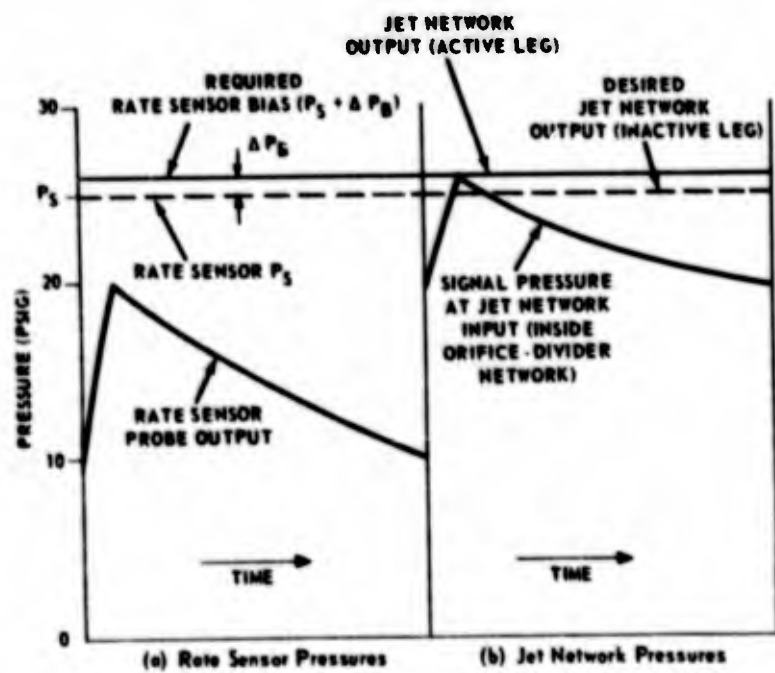 JET NETWORK
OUTPUT (ACTIVE LEG)
REQUIRED
RATE SENSOR BIAS (PS + Δ PB)
DESIRED
JET NETWORK
OUTPUT (INACTIVE LEG)
30
Δ PB
PS
RATE SENSOR PS
20
SIGNAL PRESSURE
AT JET NETWORK
INPUT (INSIDE
ORIFICE-DIVIDER
NETWORK)
PRESSURE (PSIG)
RATE SENSOR
PROBE OUTPUT
10
TIME
TIME
0
(a) Rate Sensor Pressures
(b) Jet Network Pressures